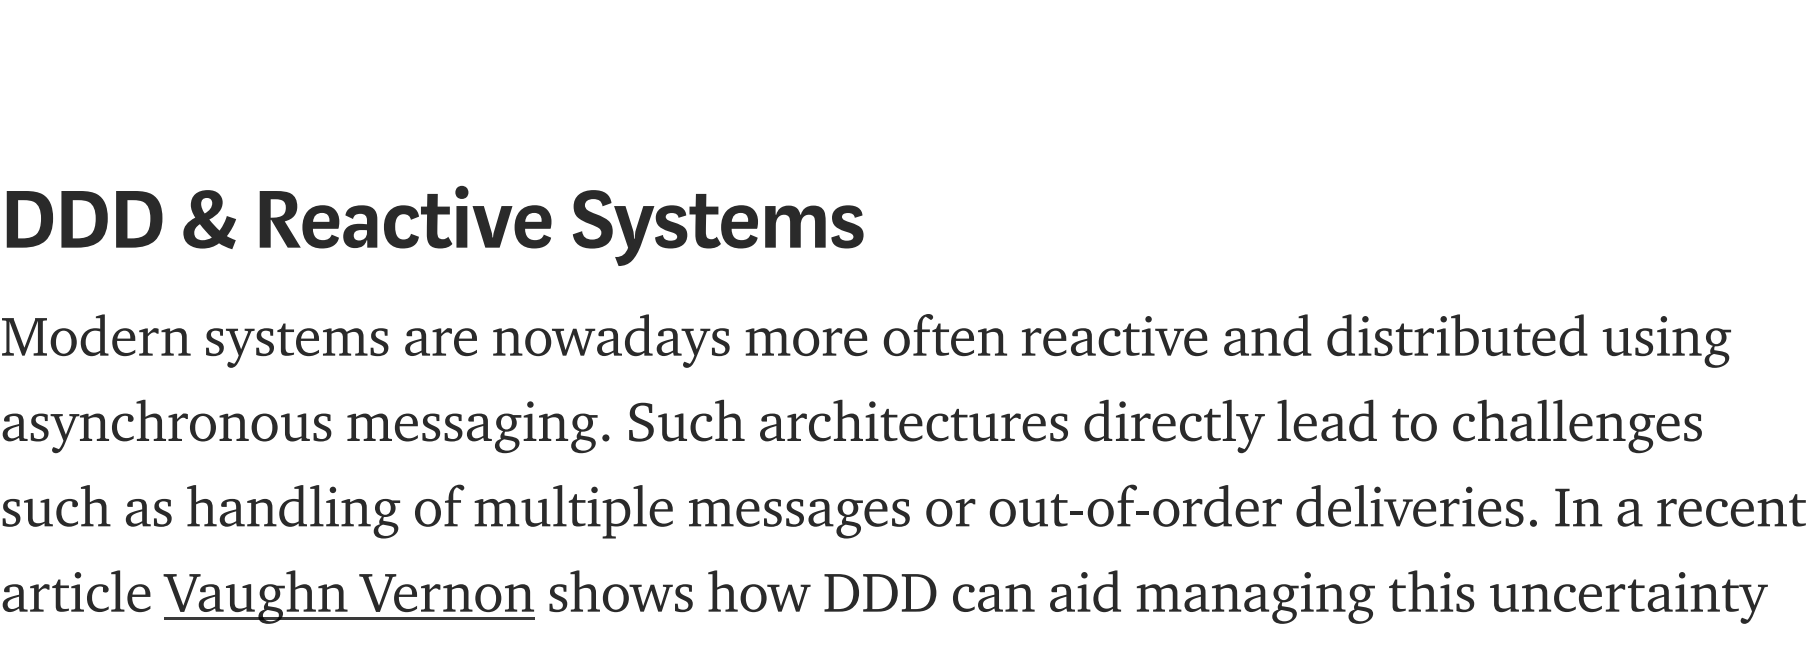 DDD & Reactive Systems
Modern systems are nowadays more often reactive and distributed using
asynchronous messaging. Such architectures directly lead to challenges
such as handling of multiple messages or out-of-order deliveries. In a recent
article Vaughn Vernon shows how DDD can aid managing this uncertainty